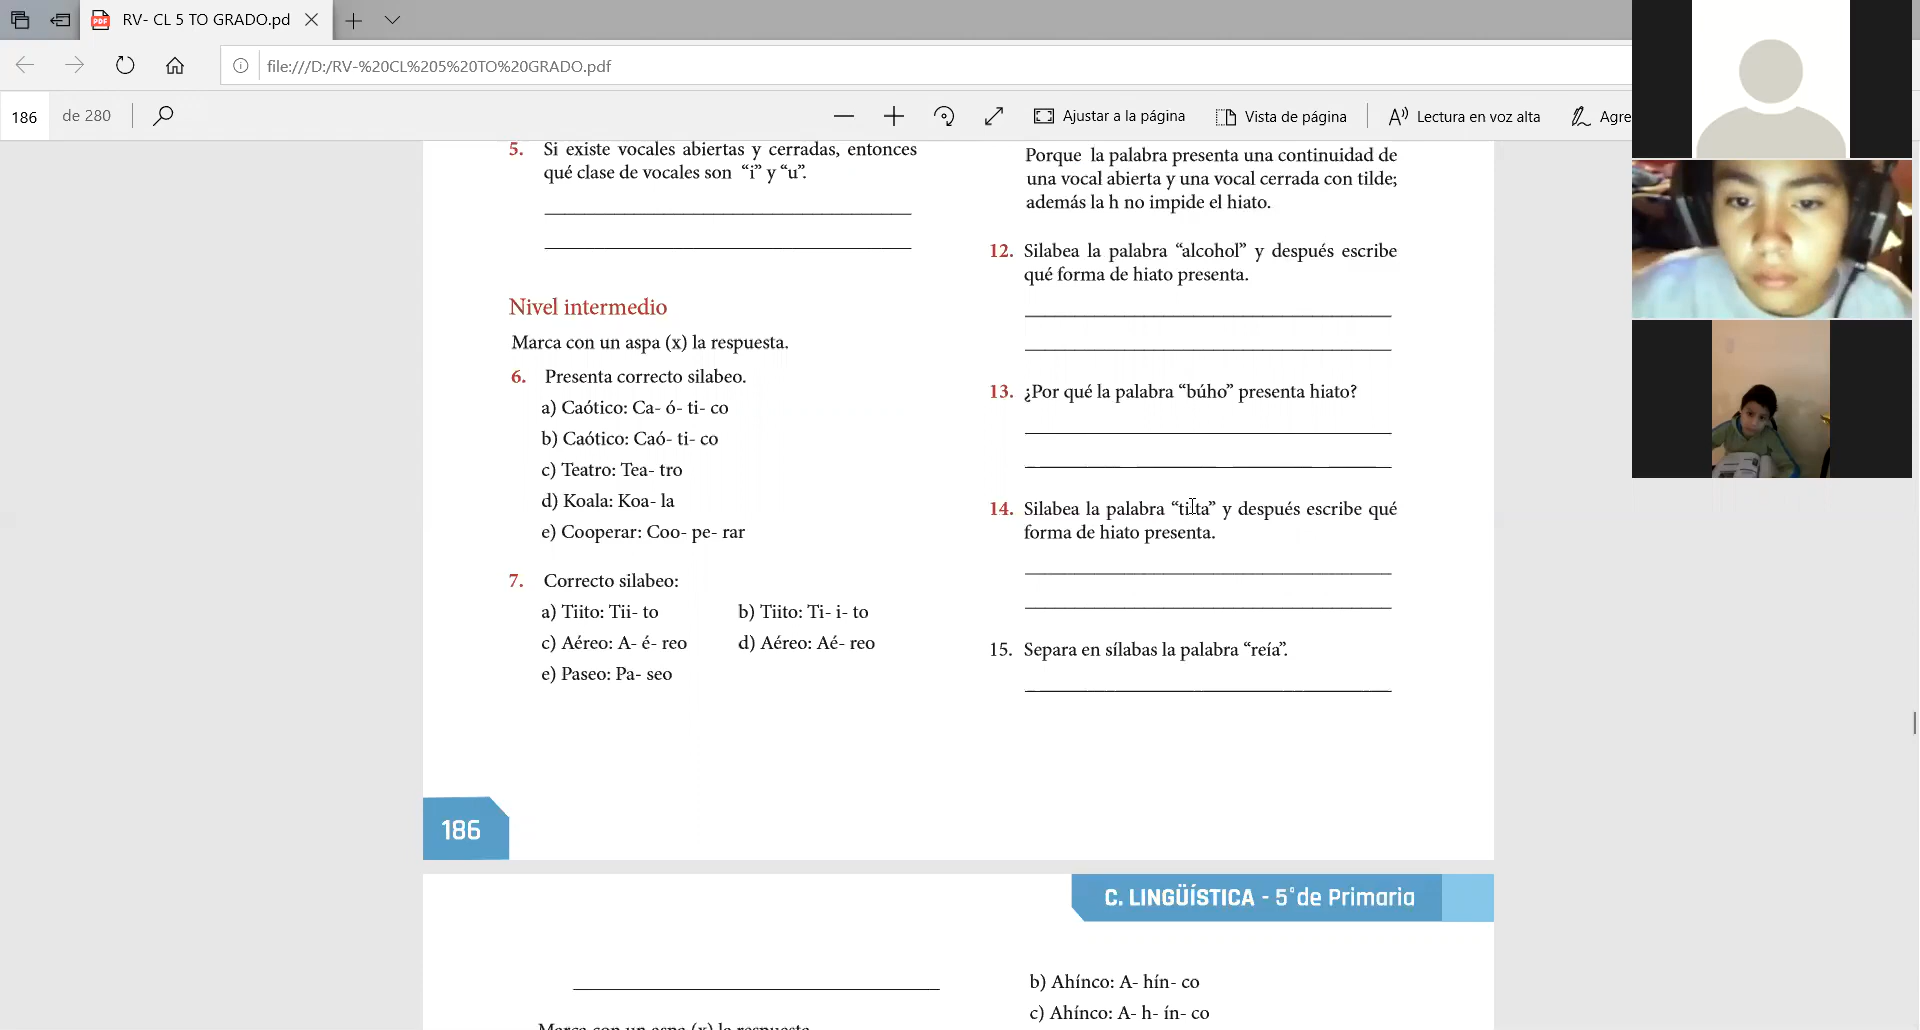 RV- CL 5 TO GRADO.pd
file:///D:/RV-%20CL%205%20TO%20GRADO.pdf
186 de 280
Ajustar a la página
Vista de página
Lectura en voz alta
Agre
5. Si existe vocales abiertas y cerradas, entonces
qué clase de vocales son “i” y “u”.
Nivel intermedio
Marca con un aspa (x) la respuesta.
6. Presenta correcto silabeo.
a) Caótico: Ca- ó- ti- co
b) Caótico: Caó- ti- co
c) Teatro: Tea- tro
d) Koala: Koa- la
e) Cooperar: Coo- pe- rar
7. Correcto silabeo:
a) Tiito: Tii- to
b) Tiito: Ti- i- to
c) Aéreo: A- é- reo
d) Aéreo: Aé- reo
e) Paseo: Pa- seo
Porque la palabra presenta una continuidad de
una vocal abierta y una vocal cerrada con tilde;
además la h no impide el hiato.
12. Silabea la palabra “alcohol” y después escribe
qué forma de hiato presenta.
13. ¿Por qué la palabra “búho” presenta hiato?
14. Silabea la palabra y después escribe qué
forma de hiato presenta.
15. Separa en sílabas la palabra “reía”.
186
C. LINGÜÍSTICA - 5° de Primaria
b) Ahínco: A- hín- co
c) Ahínco: A- h- ín- co
Marca con un aspa (x) la respuesta